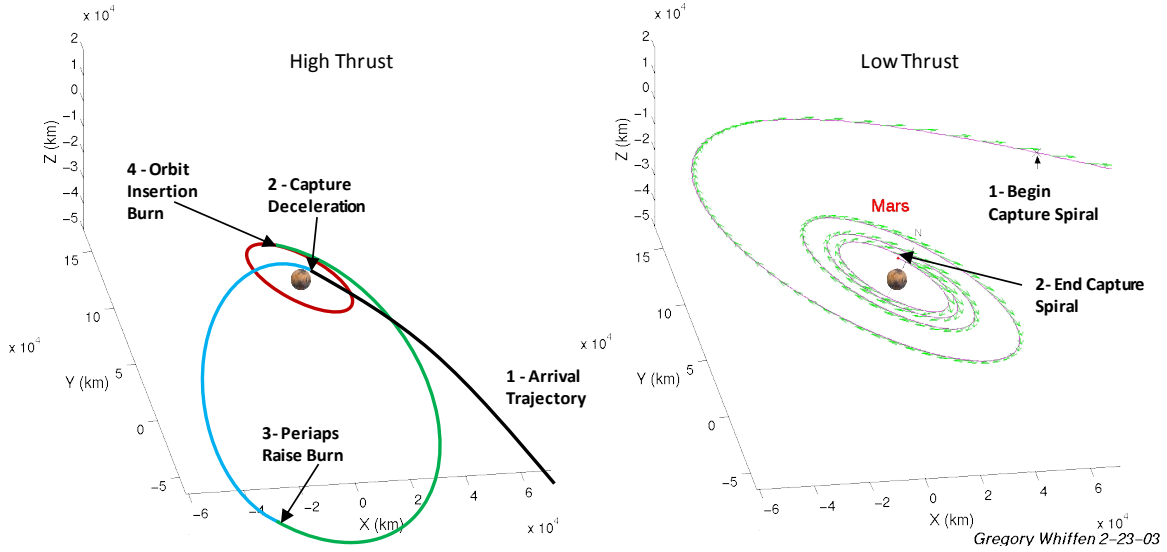 High Thrust
x 10⁴
2
1
0
−1
−2
−3
−4
−5
Z (km)
15
10
5
0
−5
x 10⁴
Y (km)
−6
−4
−2
0
2
4
6
X (km)
x 10⁴
4 - Orbit
Insertion
Burn
2 - Capture
Deceleration
1 - Arrival
Trajectory
3- Periaps
Raise Burn
Low Thrust
x 10⁴
2
1
0
−1
−2
−3
−4
−5
Z (km)
15
10
5
0
−5
x 10⁴
Y (km)
−6
−4
−2
0
2
4
6
X (km)
x 10⁴
Mars
N
1- Begin
Capture Spiral
2- End Capture
Spiral
Gregory Whiffen 2−23−03